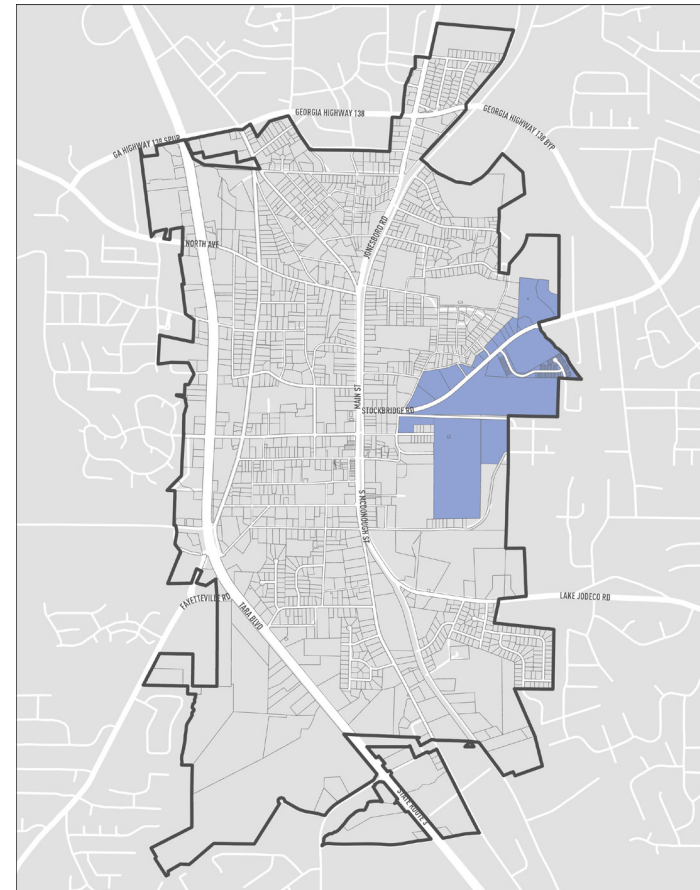 GEORGIA HIGHWAY 138
GEORGIA HIGHWAY 138 BYP
GA HIGHWAY 138 SPUR
NORTH AVE
JONESBORO RD
MAIN ST
STOCKBRIDGE RD
S MCDONOUGH ST
LAKE JODECO RD
FAYETTEVILLE RD
TARA BLVD
STATE ROUTE 3